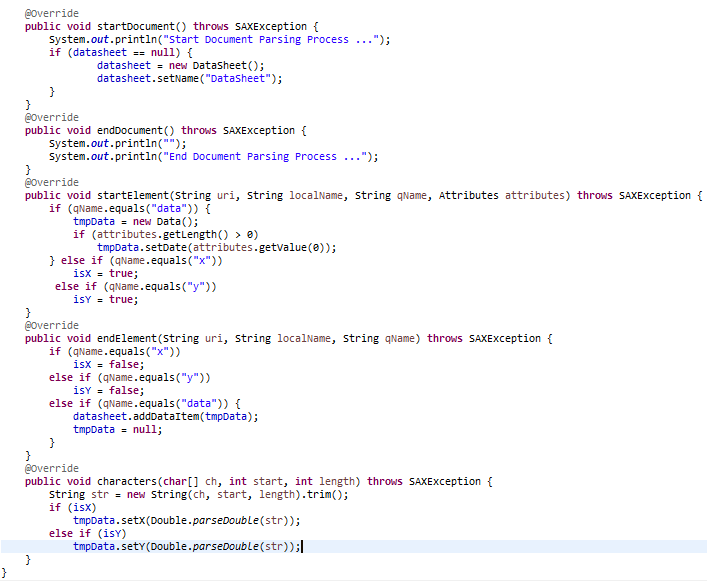 @Override
public void startDocument() throws SAXException {
System.out.println("Start Document Parsing Process ...");
if (datasheet == null) {
datasheet = new DataSheet();
datasheet.setName("DataSheet");
}
}
@Override
public void endDocument() throws SAXException {
System.out.println("");
System.out.println("End Document Parsing Process ...");
}
@Override
public void startElement(String uri, String localName, String qName, Attributes attributes) throws SAXException {
if (qName.equals("data")) {
tmpData = new Data();
if (attributes.getLength() > 0)
tmpData.setDate(attributes.getValue(0));
} else if (qName.equals("x"))
isX = true;
else if (qName.equals("y"))
isY = true;
}
@Override
public void endElement(String uri, String localName, String qName) throws SAXException {
if (qName.equals("x"))
isX = false;
else if (qName.equals("y"))
isY = false;
else if (qName.equals("data")) {
datasheet.addDataItem(tmpData);
tmpData = null;
}
}
@Override
public void characters(char[] ch, int start, int length) throws SAXException {
String str = new String(ch, start, length).trim();
if (isX)
tmpData.setX(Double.parseDouble(str));
else if (isY)
tmpData.setY(Double.parseDouble(str));
}
}